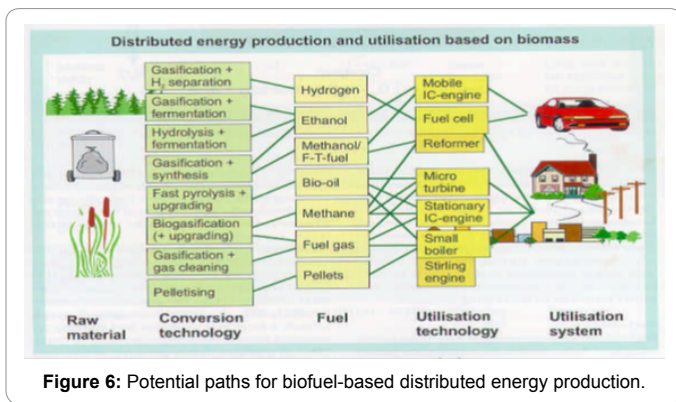 Distributed energy production and utilisation based on biomass
Gasification +
H₂ separation
Gasification +
fermentation
Hydrolysis +
fermentation
Gasification +
synthesis
Fast pyrolysis +
upgrading
Biogasification
(+ upgrading)
Gasification +
gas cleaning
Pelletising
Hydrogen
Ethanol
Methanol/
F-T-fuel
Bio-oil
Methane
Fuel gas
Pellets
Mobile
IC-engine
Fuel cell
Reformer
Micro
turbine
Stationary
IC-engine
Small
boiler
Stirling
engine
Raw
material
Conversion
technology
Fuel
Utilisation
technology
Utilisation
system
Figure 6: Potential paths for biofuel-based distributed energy production.